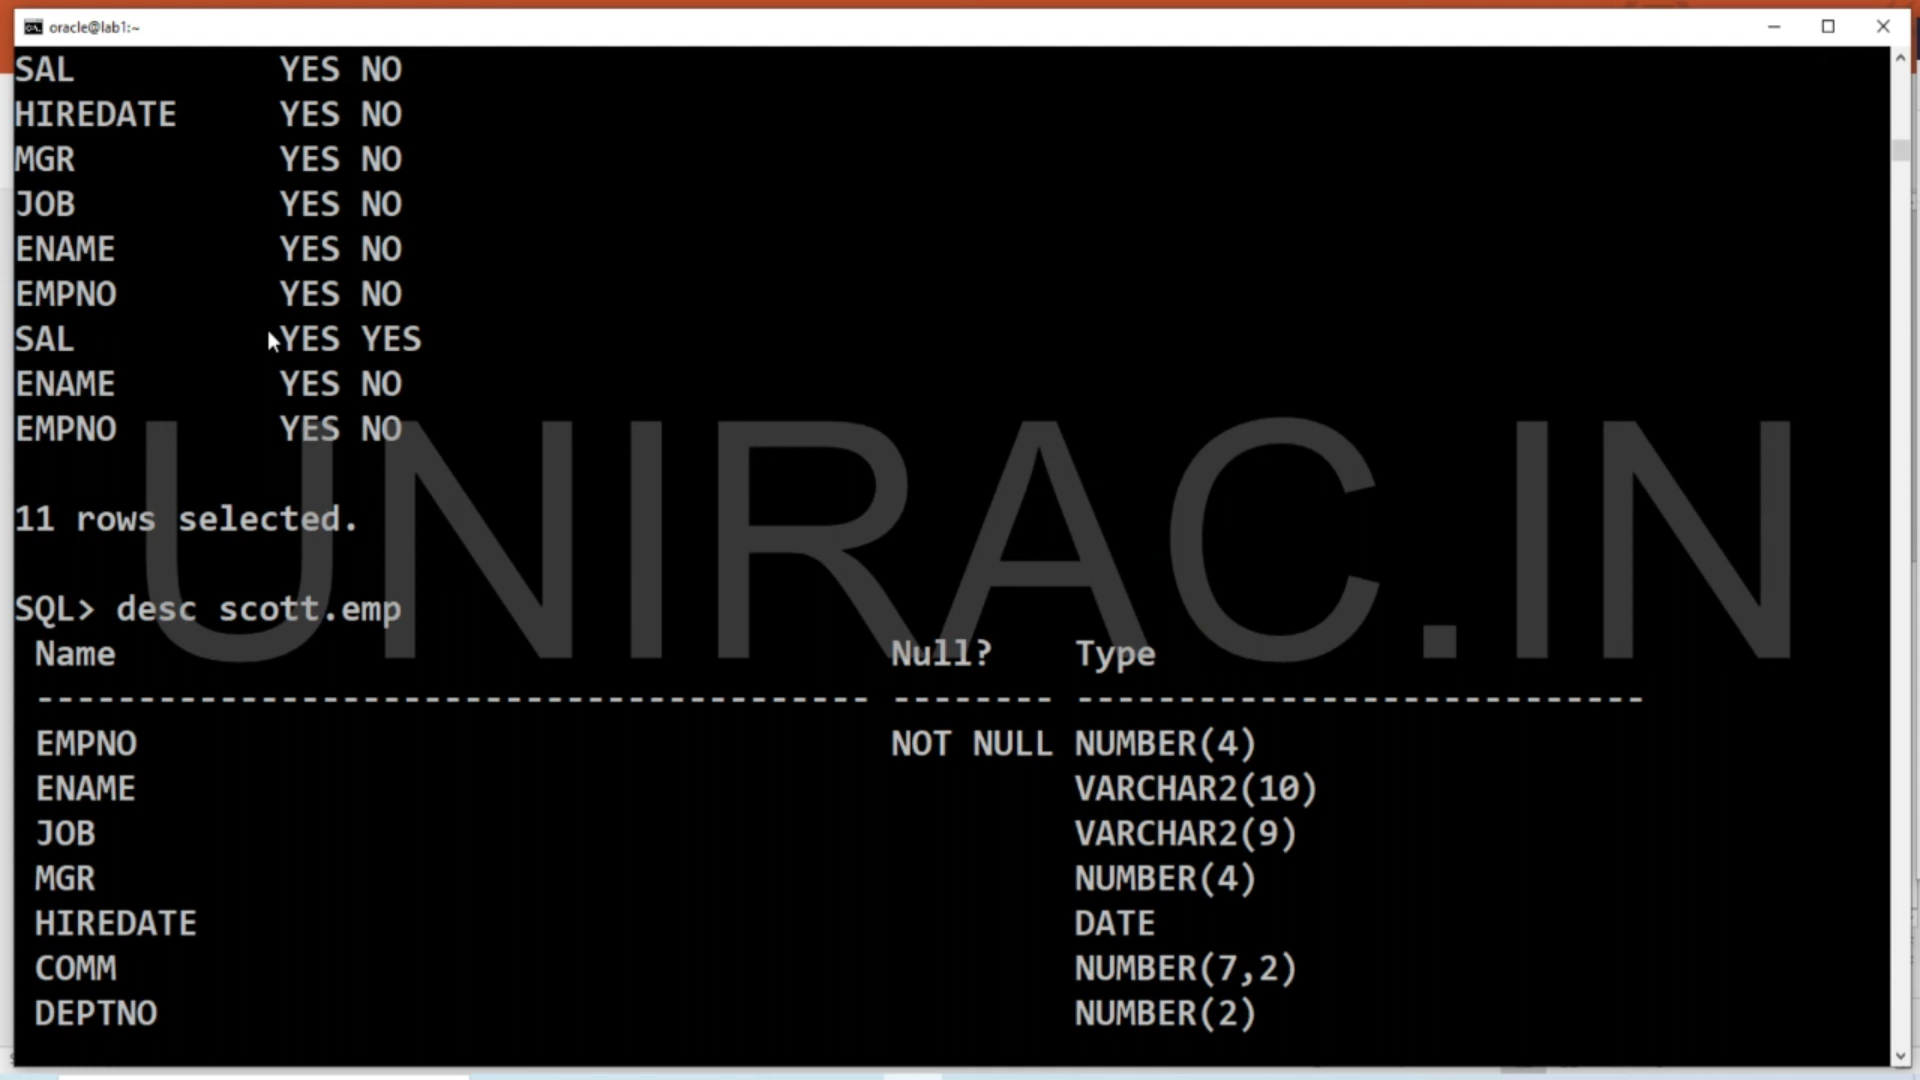 oracle@lab1:~
SAL YES NO
HIREDATE YES NO
MGR YES NO
JOB YES NO
ENAME YES NO
EMPNO YES NO
SAL YES YES
ENAME YES NO
EMPNO YES NO
11 rows selected.
SQL> desc scott.emp
Name Null? Type
----------------------------------------- -------- ----------------------------
EMPNO NOT NULL NUMBER(4)
ENAME VARCHAR2(10)
JOB VARCHAR2(9)
MGR NUMBER(4)
HIREDATE DATE
COMM NUMBER(7,2)
DEPTNO NUMBER(2)
UNIRAC.IN